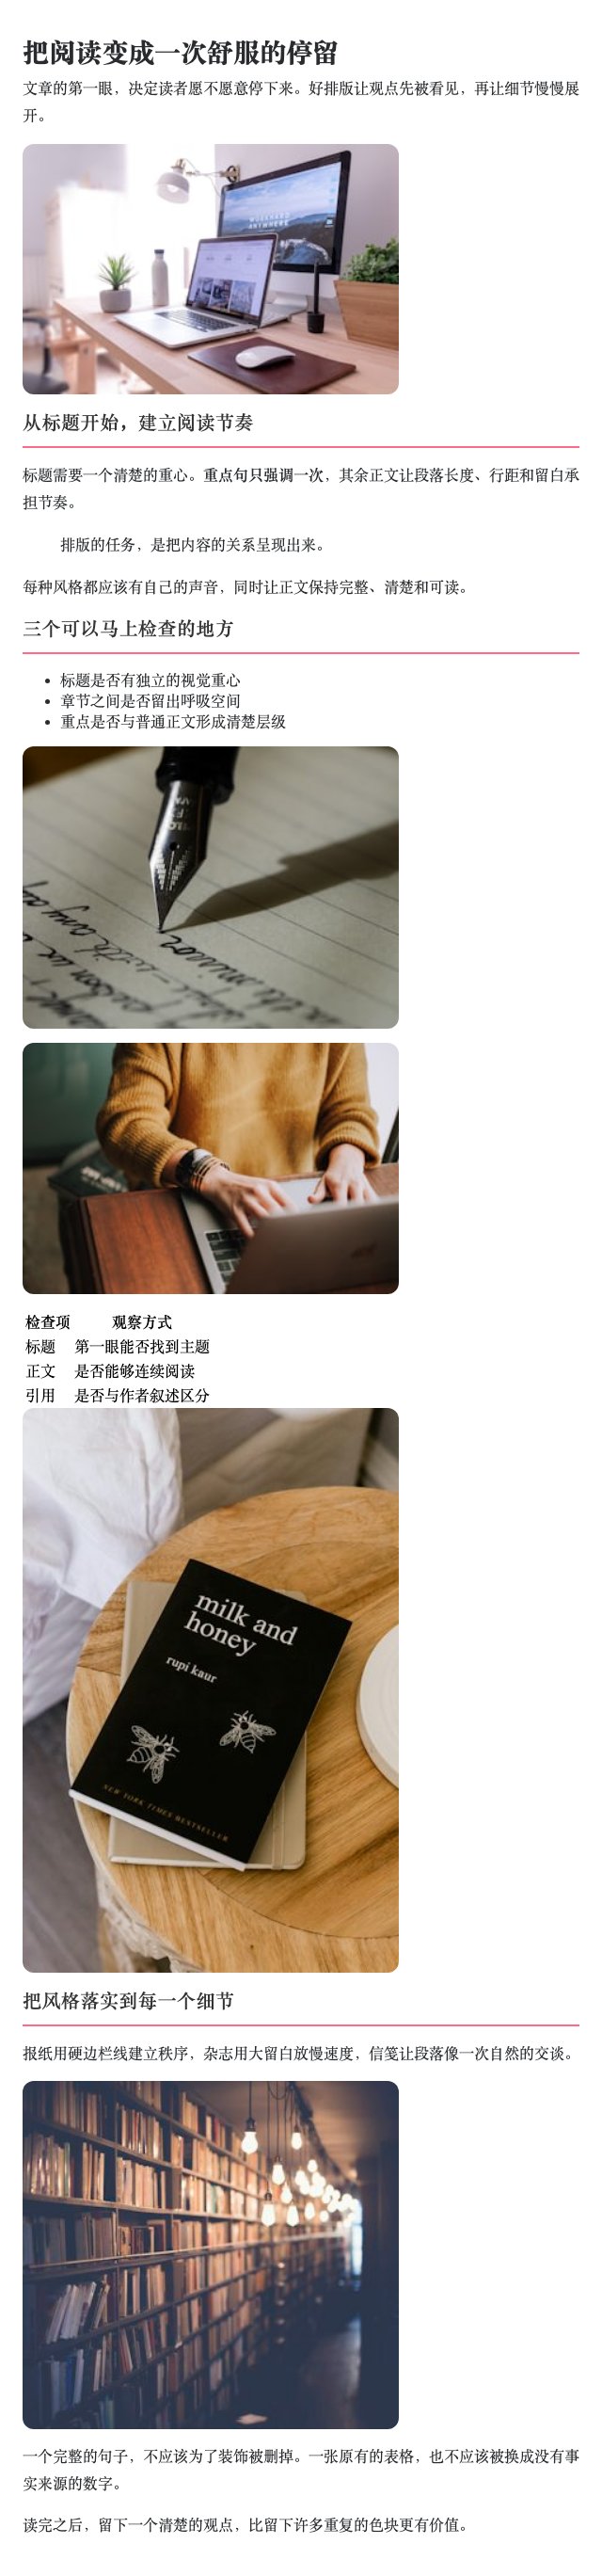 把阅读变成一次舒服的停留
文章的第一眼，决定读者愿不愿意停下来。好排版让观点先被看见，再让细节慢慢展
开。
WORK HARD
ANYWHERE
从标题开始，建立阅读节奏
标题需要一个清楚的重心。重点句只强调一次，其余正文让段落长度、行距和留白承
担节奏。
排版的任务，是把内容的关系呈现出来。
每种风格都应该有自己的声音，同时让正文保持完整、清楚和可读。
三个可以马上检查的地方
• 标题是否有独立的视觉重心
• 章节之间是否留出呼吸空间
• 重点是否与普通正文形成清楚层级
检查项 观察方式
标题 第一眼能否找到主题
正文 是否能够连续阅读
引用 是否与作者叙述区分
milk and
honey
rupi kaur
NEW YORK TIMES BESTSELLER
把风格落实到每一个细节
报纸用硬边栏线建立秩序，杂志用大留白放慢速度，信笺让段落像一次自然的交谈。
一个完整的句子，不应该为了装饰被删掉。一张原有的表格，也不应该被换成没有事
实来源的数字。
读完之后，留下一个清楚的观点，比留下许多重复的色块更有价值。